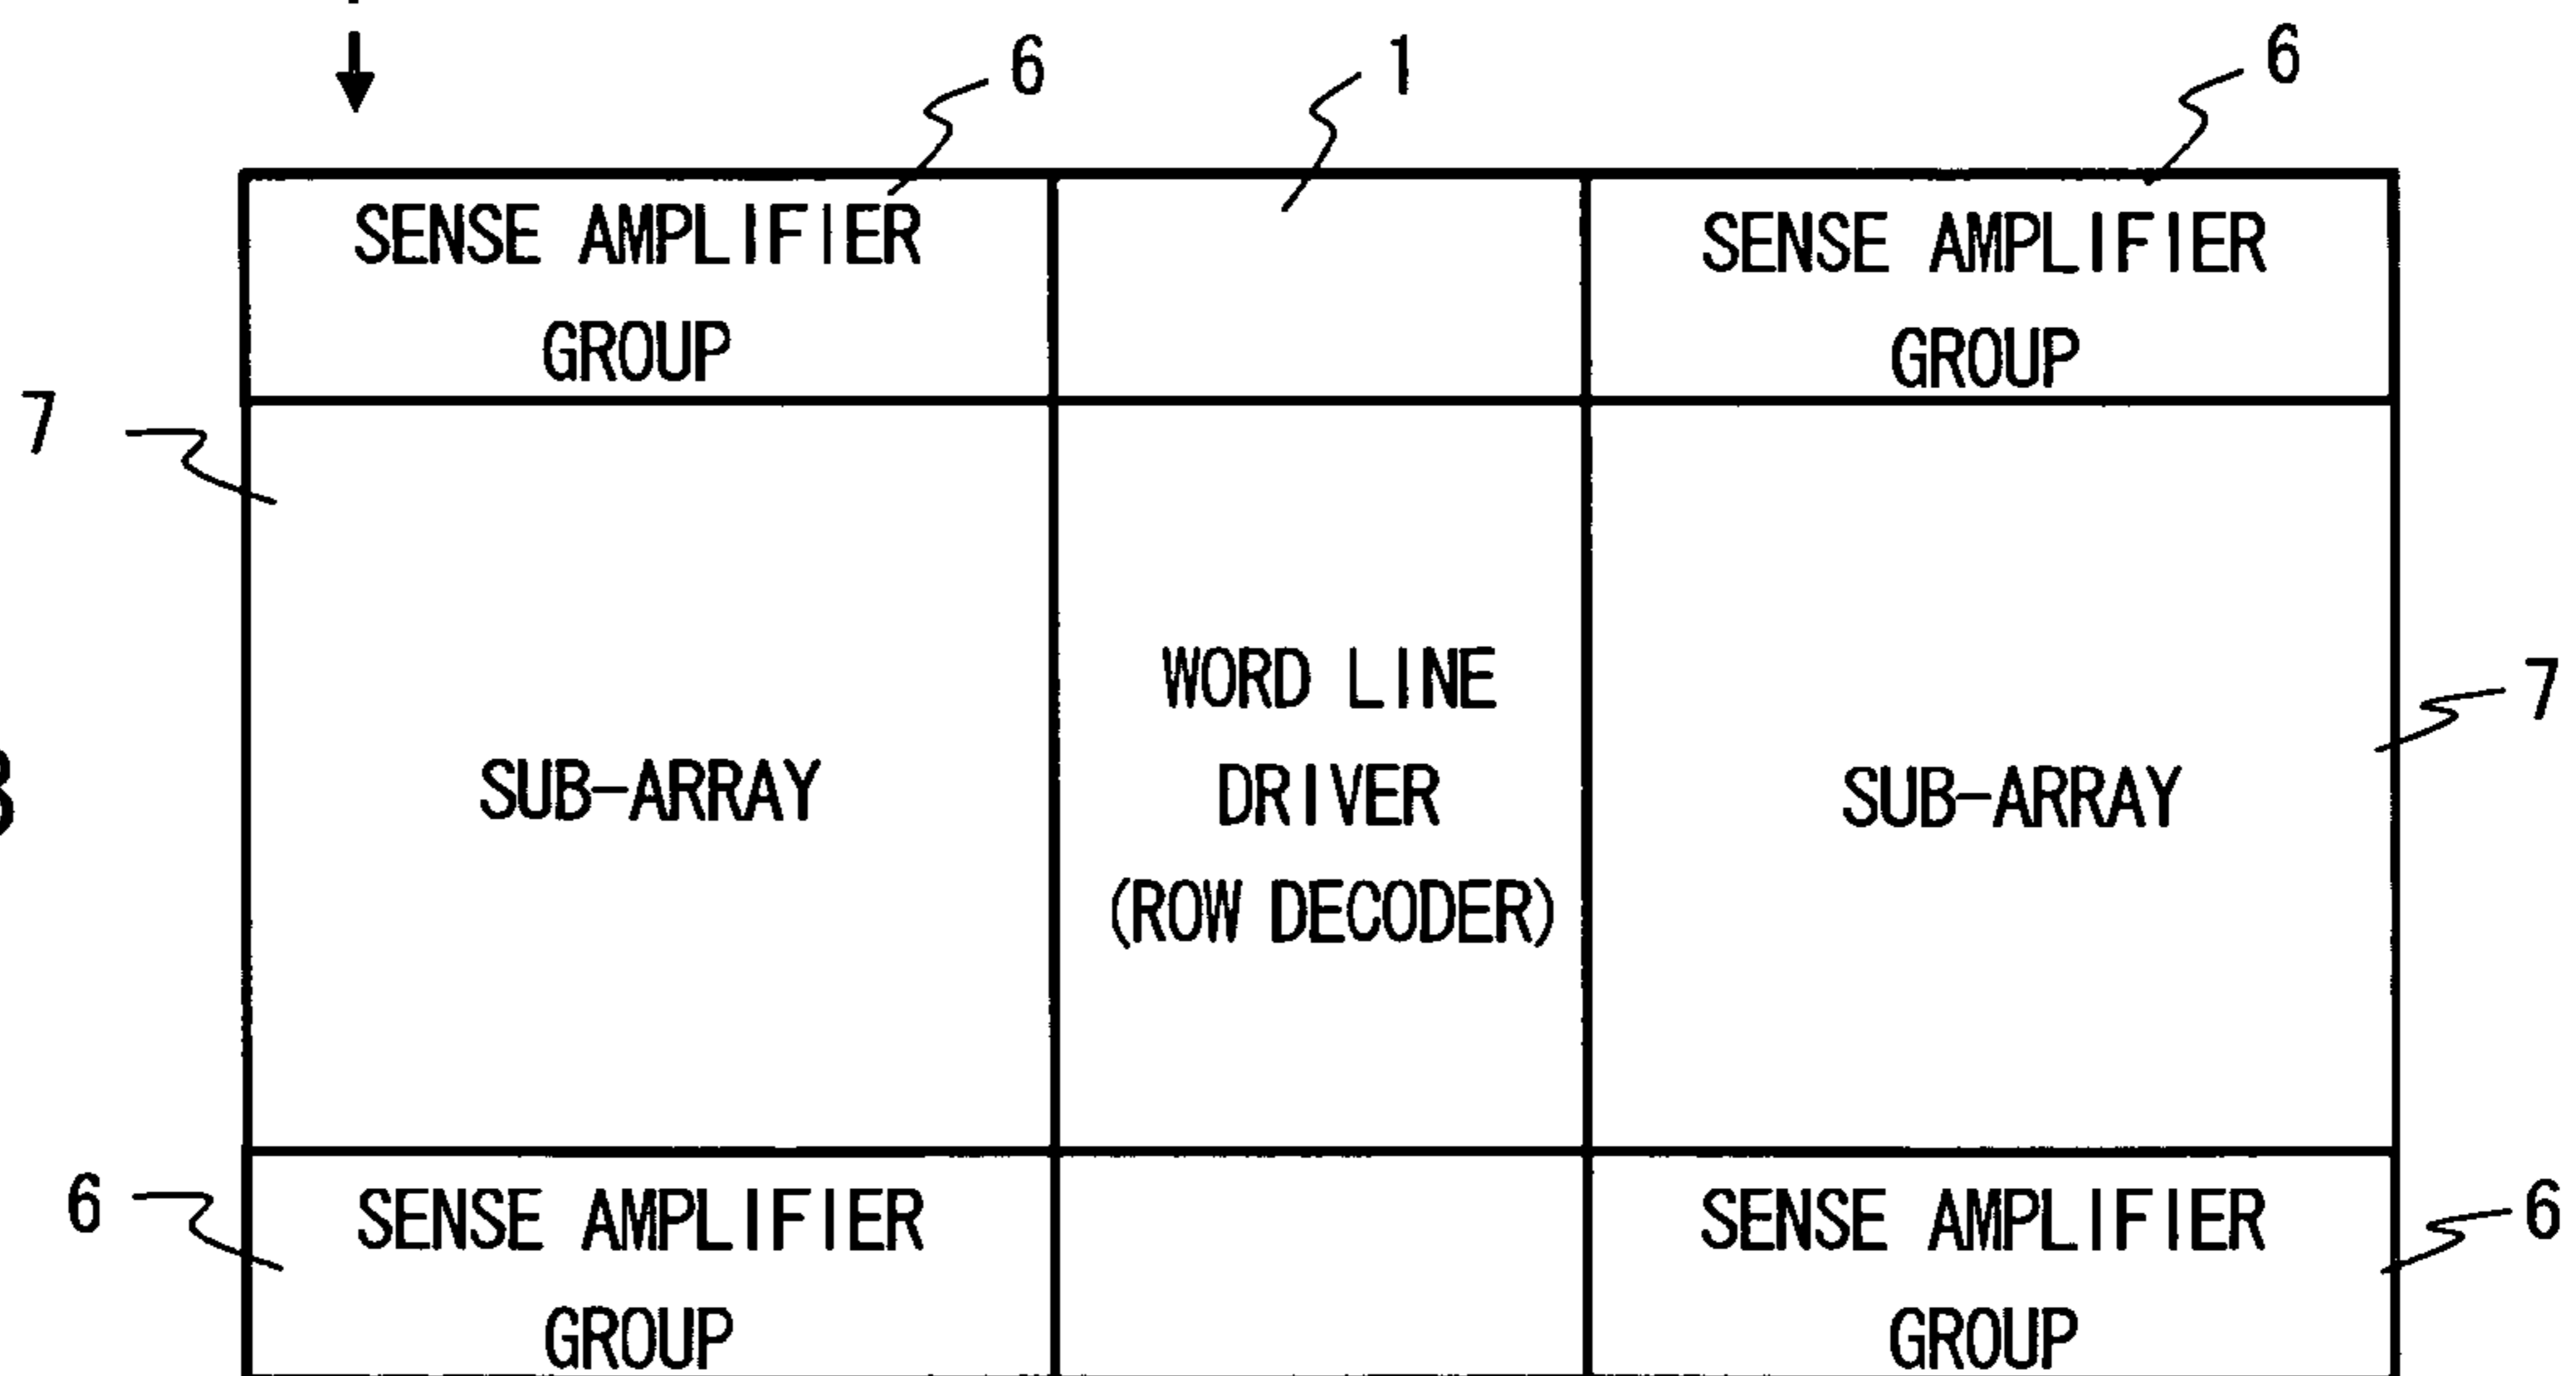 6
1
6
SENSE AMPLIFIER
GROUP
SENSE AMPLIFIER
GROUP
7
SUB-ARRAY
WORD LINE
DRIVER
(ROW DECODER)
SUB-ARRAY
7
6
SENSE AMPLIFIER
GROUP
SENSE AMPLIFIER
GROUP
6